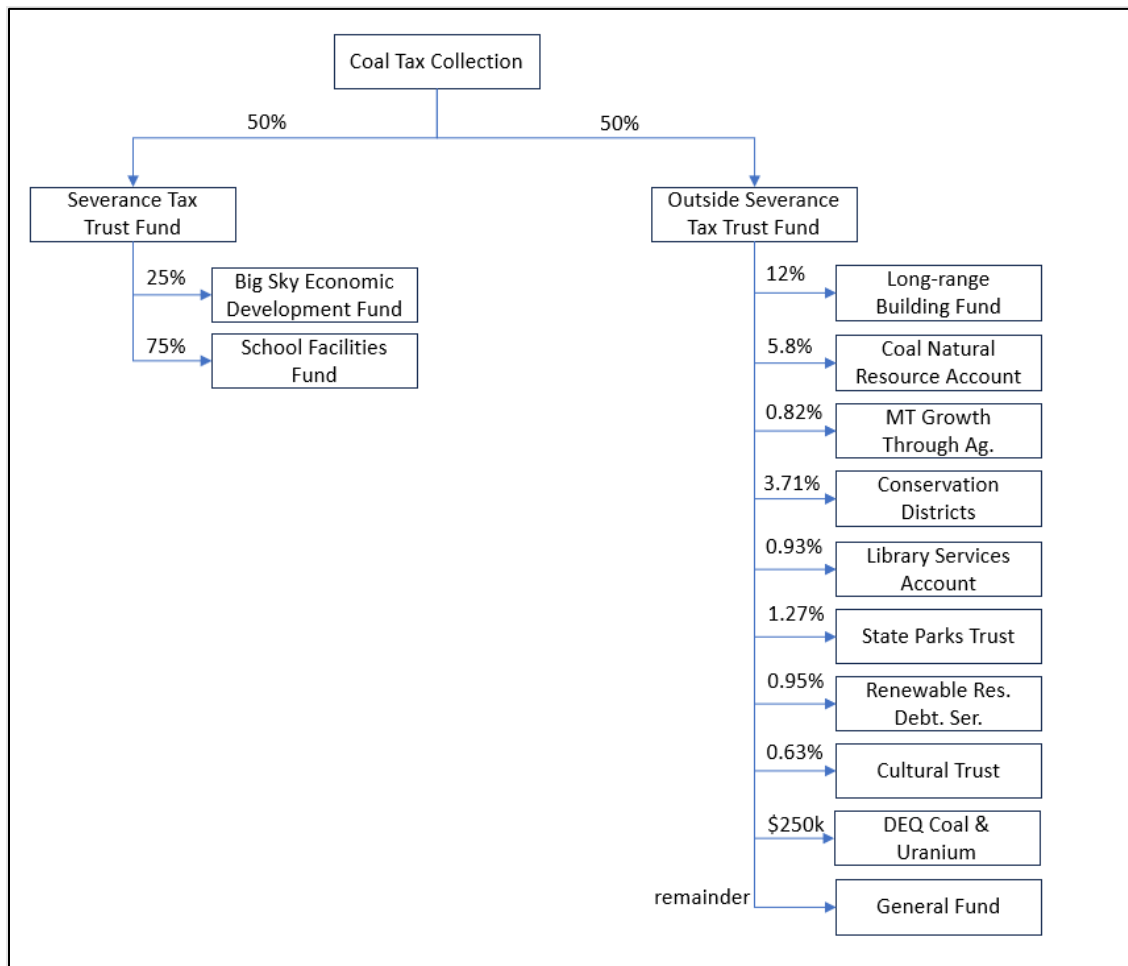 Coal Tax Collection
50%
50%
Severance Tax
Trust Fund
25%
Big Sky Economic
Development Fund
75%
School Facilities
Fund
Outside Severance
Tax Trust Fund
12%
Long-range
Building Fund
5.8%
Coal Natural
Resource Account
0.82%
MT Growth
Through Ag.
3.71%
Conservation
Districts
0.93%
Library Services
Account
1.27%
State Parks Trust
0.95%
Renewable Res.
Debt. Ser.
0.63%
Cultural Trust
$250k
DEQ Coal &
Uranium
remainder
General Fund